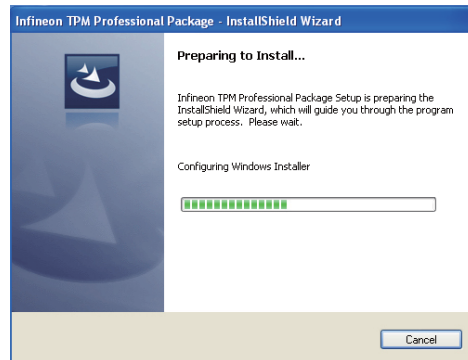 Infineon TPM Professional Package - InstallShield Wizard
Preparing to Install...
Infineon TPM Professional Package Setup is preparing the
InstallShield Wizard, which will guide you through the program
setup process. Please wait.
Configuring Windows Installer
Cancel